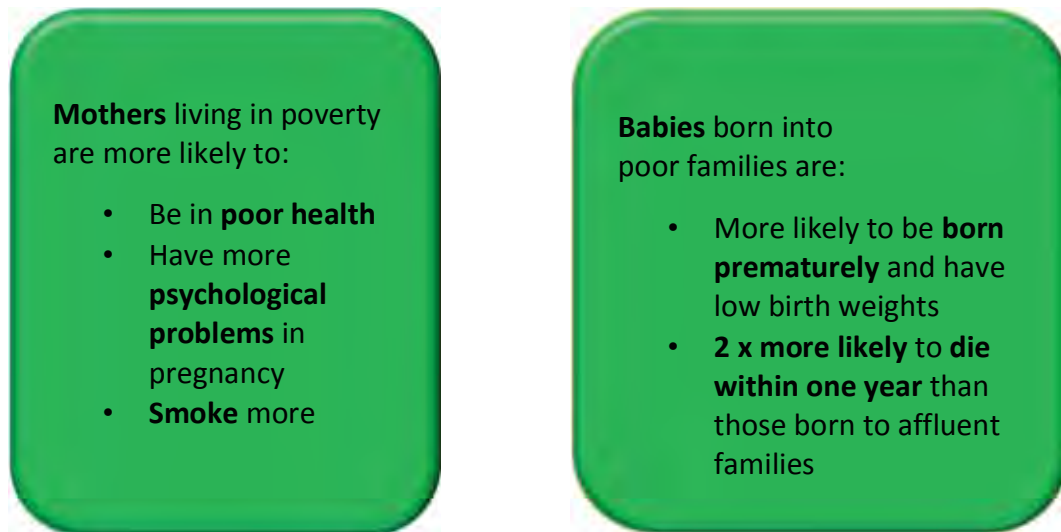 Mothers living in poverty
are more likely to:
• Be in poor health
• Have more
psychological
problems in
pregnancy
• Smoke more
Babies born into
poor families are:
• More likely to be born
prematurely and have
low birth weights
• 2 x more likely to die
within one year than
those born to affluent
families